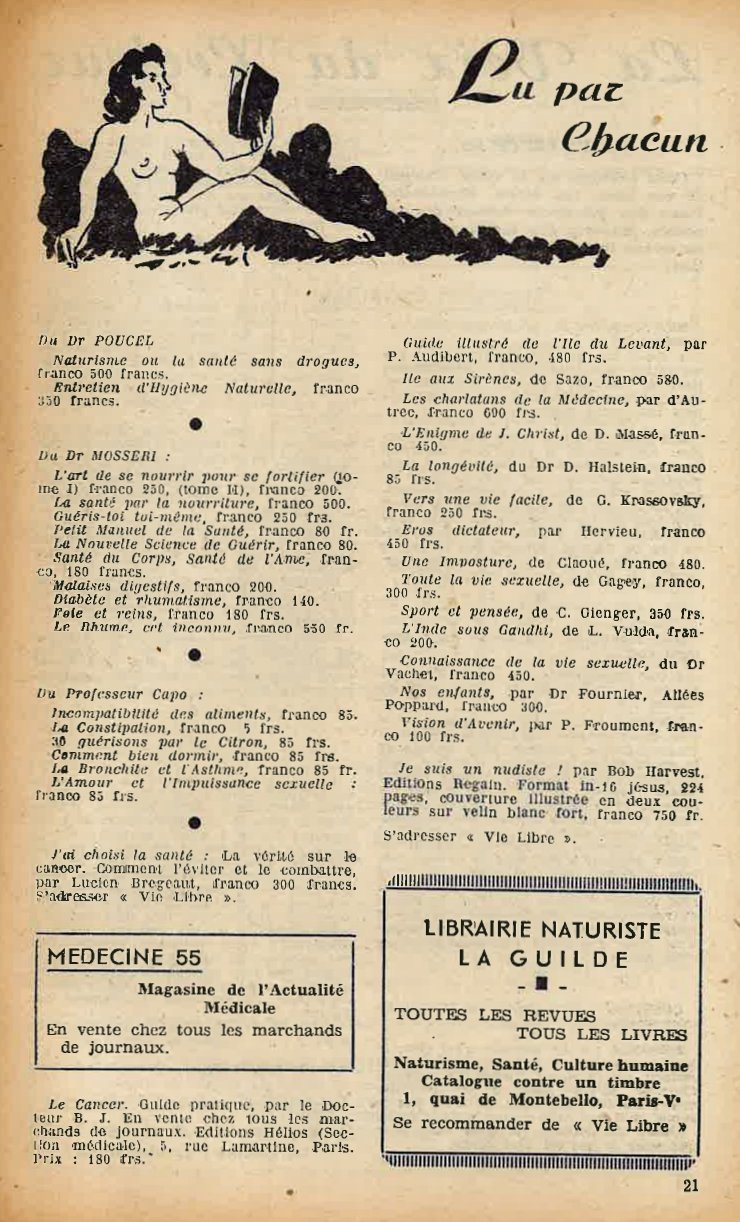 Lu par
Chacun
Du Dr POUCEL
Naturisme ou la santé sans drogues,
franco 500 francs.
Entretien d'Hygiène Naturelle, franco
350 francs.
Du Dr MOSSERI :
L'art de se nourrir pour se fortifier (to-
me I) franco 250, (tome II), franco 200.
La santé par la nourriture, franco 500.
Guéris-toi toi-même, franco 250 frs.
Petit Manuel de la Santé, franco 80 fr.
La Nouvelle Science de Guérir, franco 80.
Santé du Corps, Santé de l'Ame, fran-
co, 180 francs.
Malaises digestifs, franco 200.
Diabète et rhumatisme, franco 140.
Foie et reins, franco 180 frs.
Le Rhume, cet inconnu, franco 550 fr.
Du Professeur Capo :
Incompatibilité des aliments, franco 85.
La Constipation, franco 5 frs.
30 guérisons par le Citron, 85 frs.
Comment bien dormir, franco 85 frs.
La Bronchite et l'Asthme, franco 85 fr.
L'Amour et l'Impuissance sexuelle :
franco 85 frs.
J'ai choisi la santé : La vérité sur le
cancer. Comment l'éviter et le combattre,
par Lucien Bregeaut, franco 300 francs.
S'adresser « Vie Libre ».
MEDECINE 55
Magasine de l'Actualité
Médicale
En vente chez tous les marchands
de journaux.
Le Cancer. Guide pratique, par le Doc-
teur B. J. En vente chez tous les mar-
chands de journaux. Editions Hélios (Sec-
tion médicale), 5, rue Lamartine, Paris.
Prix : 180 frs.
Guide illustré de l'Ile du Levant, par
P. Audibert, franco, 480 frs.
Ile aux Sirènes, de Sazo, franco 580.
Les charlatans de la Médecine, par d'Au-
trec, franco 690 frs.
L'Enigme de J. Christ, de D. Massé, fran-
co 450.
La longévité, du Dr D. Halstein, franco
85 frs.
Vers une vie facile, de G. Krassovsky,
franco 250 frs.
Eros dictateur, par Hervieu, franco
450 frs.
Une Imposture, de Claoué, franco 480.
Toute la vie sexuelle, de Gagey, franco,
300 frs.
Sport et pensée, de C. Gienger, 350 frs.
L'Inde sous Gandhi, de L. Vulda, fran-
co 200.
Connaissance de la vie sexuelle, du Dr
Vachet, franco 450.
Nos enfants, par Dr Fournier, Allées
Poppard, franco 300.
Vision d'Avenir, par P. Froument, fran-
co 100 frs.
Je suis un nudiste ! par Bob Harvest,
Editions Regain. Format in-16 jésus, 224
pages, couverture illustrée en deux cou-
leurs sur velin blanc fort, franco 750 fr.
S'adresser « Vie Libre ».
LIBRAIRIE NATURISTE
LA GUILDE
TOUTES LES REVUES
TOUS LES LIVRES
Naturisme, Santé, Culture humaine
Catalogue contre un timbre
1, quai de Montebello, Paris-Ve
Se recommander de « Vie Libre »
21